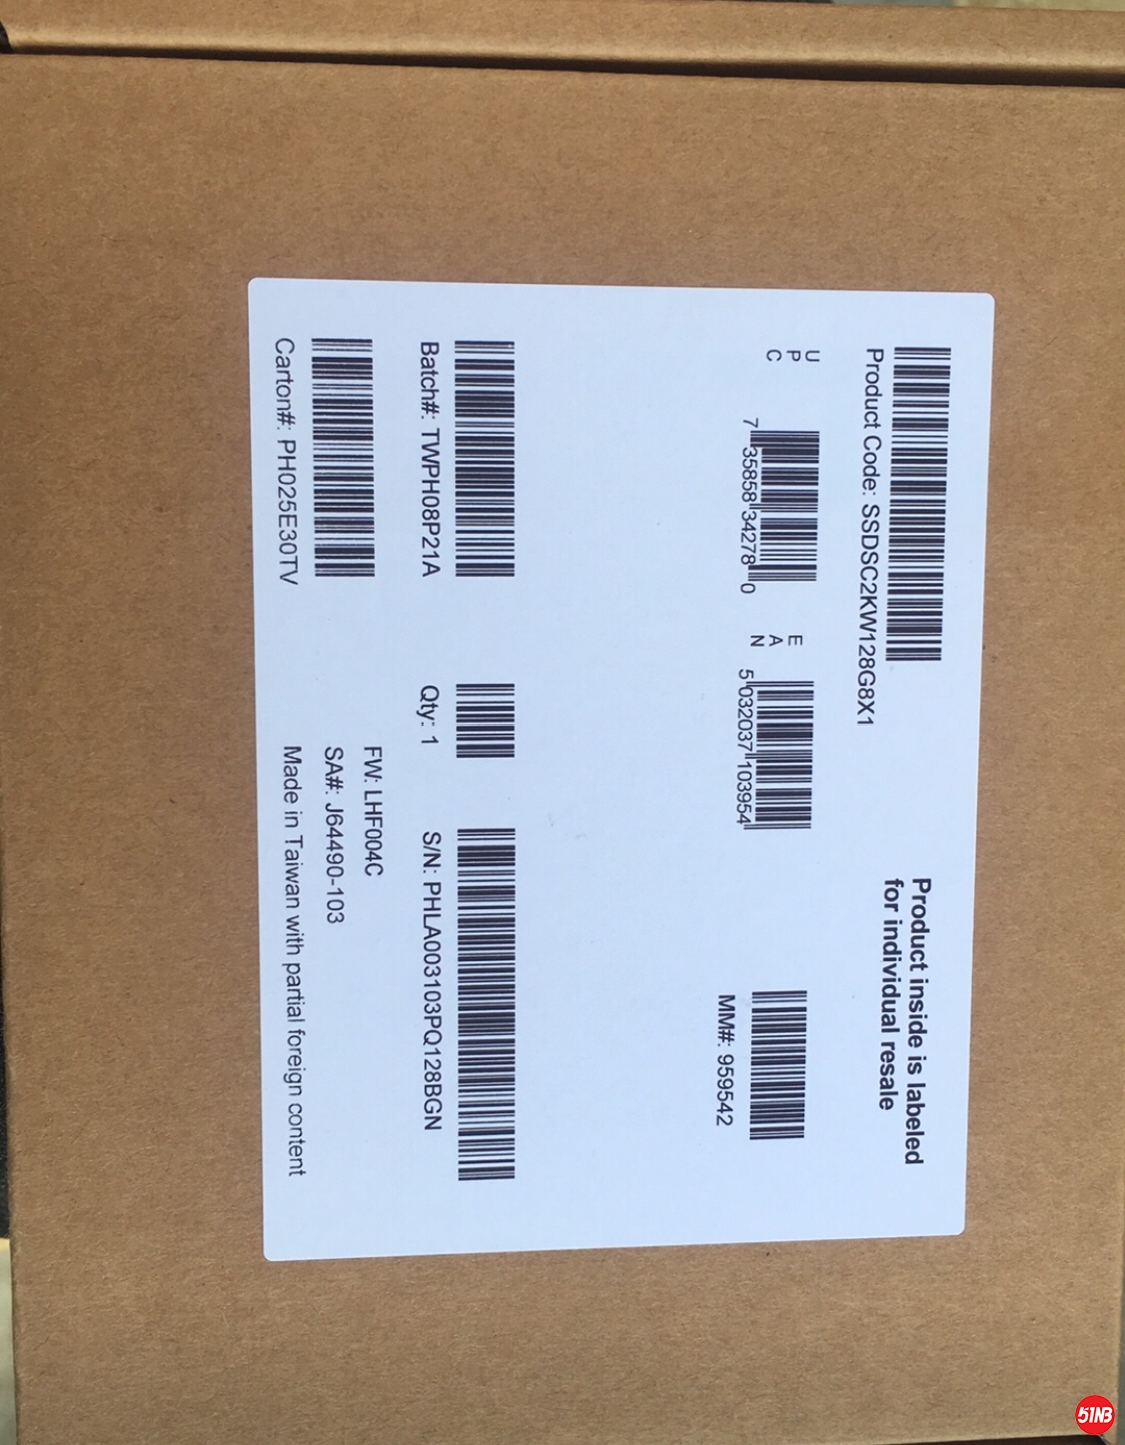 Product Code: SSDSC2KW128G8X1
Product inside is labeled
for individual resale
UPC
7 35858 34278 0
EAN
5 032037 103954
MM#: 959542
Batch#: TWPH08P21A
Qty: 1
S/N: PHLA003103PQ128BGN
FW: LHF004C
SA#: J64490-103
Carton#: PH025E30TV
Made in Taiwan with partial foreign content
51NB